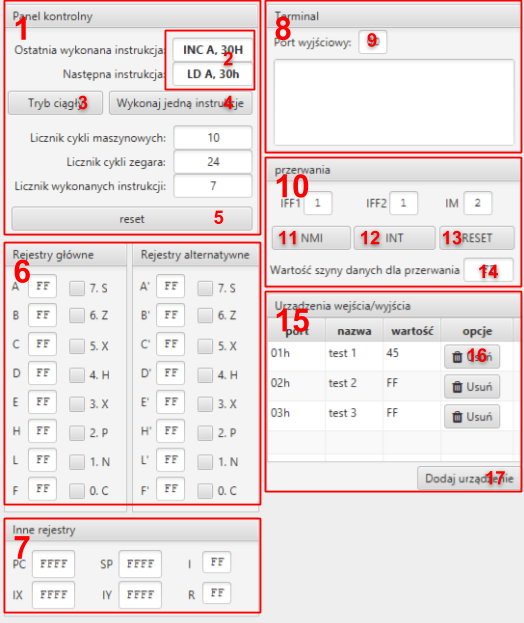 Panel kontrolny
1
Ostatnia wykonana instrukcja: INC A, 30H
2
Następna instrukcja: LD A, 30h
Tryb ciągły 3 Wykonaj jedną instrukcje 4
Licznik cykli maszynowych: 10
Licznik cykli zegara: 24
Licznik wykonanych instrukcji: 7
reset 5
Rejestry główne
6
A FF 7. S
B FF 6. Z
C FF 5. X
D FF 4. H
E FF 3. X
H FF 2. P
L FF 1. N
F FF 0. C
Rejestry alternatywne
A' FF 7. S
B' FF 6. Z
C' FF 5. X
D' FF 4. H
E' FF 3. X
H' FF 2. P
L' FF 1. N
F' FF 0. C
Inne rejestry
7
PC FFFF SP FFFF I FF
IX FFFF IY FFFF R FF
Terminal
8
Port wyjściowy: 9
przerwania
10
IFF1 1 IFF2 1 IM 2
11 NMI 12 INT 13 RESET
Wartość szyny danych dla przerwania 14
Urządzenia wejścia/wyjścia
15
port nazwa wartość opcje
01h test 1 45 Usuń 16
02h test 2 FF Usuń
03h test 3 FF Usuń
Dodaj urządzenie 17